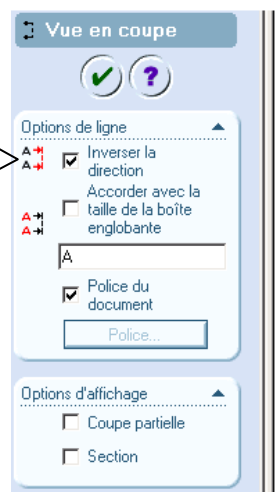 Vue en coupe
?
Options de ligne
A
A
Inverser la
direction
Accorder avec la
taille de la boîte
englobante
A
A
A
Police du
document
Police...
Options d'affichage
Coupe partielle
Section